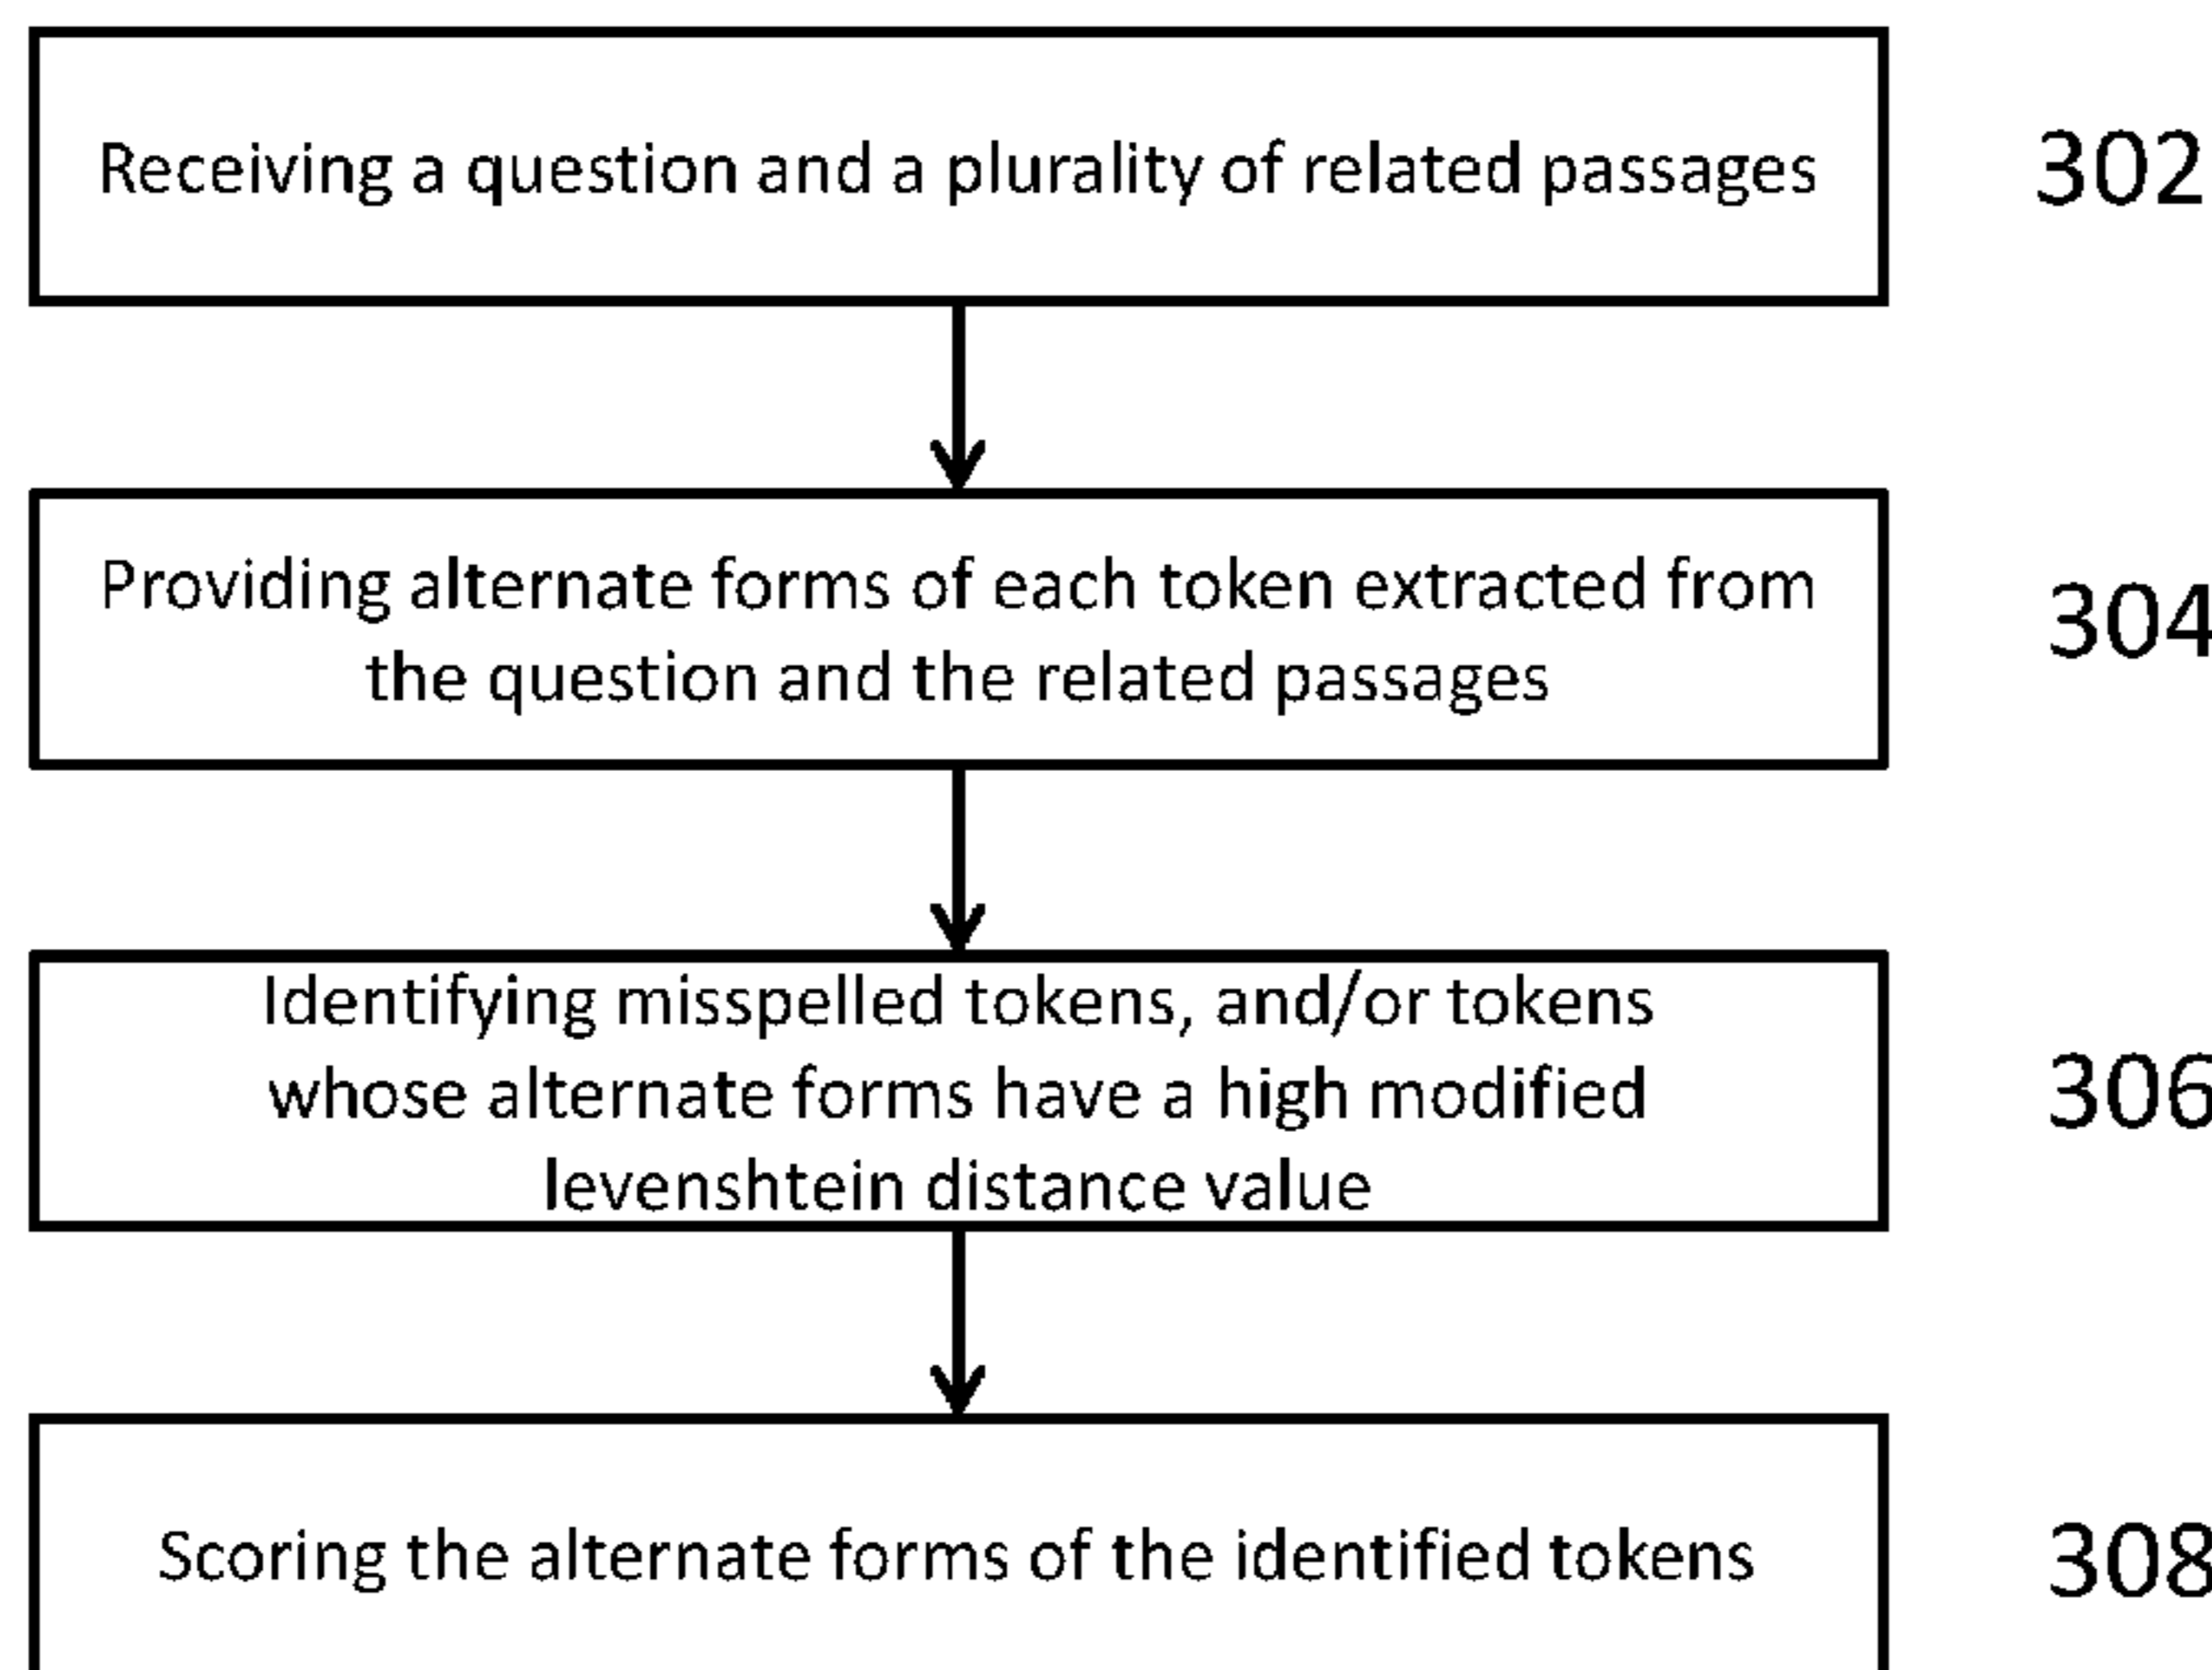 Receiving a question and a plurality of related passages
302
Providing alternate forms of each token extracted from
the question and the related passages
304
Identifying misspelled tokens, and/or tokens
whose alternate forms have a high modified
levenshtein distance value
306
Scoring the alternate forms of the identified tokens
308